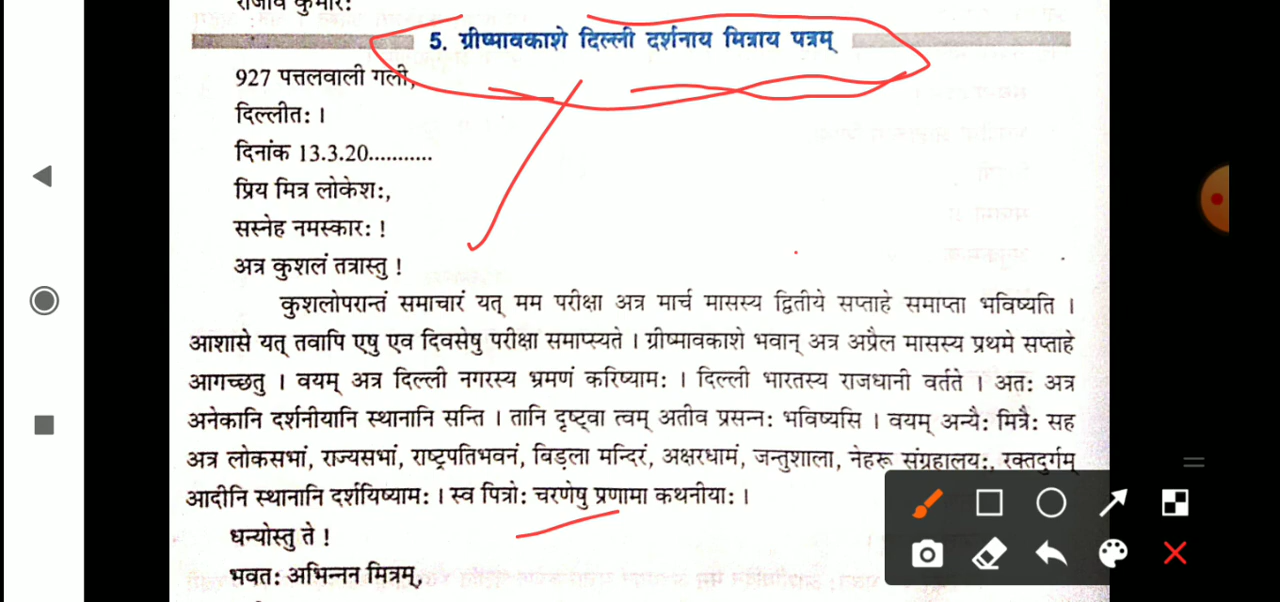 राजीव कुमार:
5. ग्रीष्मावकाशे दिल्ली दर्शनाय मित्राय पत्रम्
927 पत्तलवाली गली,
दिल्लीत: ।
दिनांक 13.3.20...........
प्रिय मित्र लोकेश:,
सस्नेह नमस्कार: !
अत्र कुशलं तत्रास्तु !
कुशलोपरान्तं समाचारं यत् मम परीक्षा अत्र मार्च मासस्य द्वितीये सप्ताहे समाप्ता भविष्यति ।
आशासे यत् तवापि एषु एव दिवसेषु परीक्षा समाप्स्यते । ग्रीष्मावकाशे भवान् अत्र अप्रैल मासस्य प्रथमे सप्ताहे
आगच्छतु । वयम् अत्र दिल्ली नगरस्य भ्रमणं करिष्याम: । दिल्ली भारतस्य राजधानी वर्तते । अत: अत्र
अनेकानि दर्शनीयानि स्थानानि सन्ति । तानि दृष्ट्वा त्वम् अतीव प्रसन्न: भविष्यसि । वयम् अन्यै: मित्रै: सह
अत्र लोकसभां, राज्यसभां, राष्ट्रपतिभवनं, बिड़ला मन्दिरं, अक्षरधामं, जन्तुशाला, नेहरू संग्रहालय:, रक्तदुर्गम्
आदीनि स्थानानि दर्शयिष्याम: । स्व पित्रो: चरणेषु प्रणामा कथनीया: ।
धन्योस्तु ते !
भवत: अभिन्नन मित्रम्,